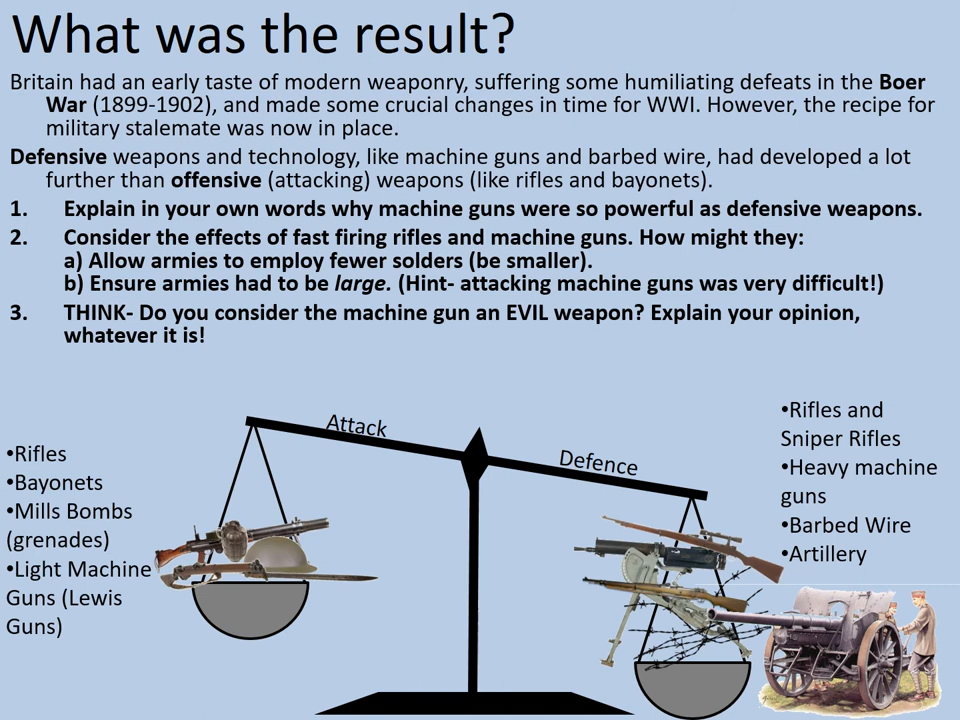 What was the result?
Britain had an early taste of modern weaponry, suffering some humiliating defeats in the Boer
War (1899-1902), and made some crucial changes in time for WWI. However, the recipe for
military stalemate was now in place.
Defensive weapons and technology, like machine guns and barbed wire, had developed a lot
further than offensive (attacking) weapons (like rifles and bayonets).
1. Explain in your own words why machine guns were so powerful as defensive weapons.
2. Consider the effects of fast firing rifles and machine guns. How might they:
a) Allow armies to employ fewer solders (be smaller).
b) Ensure armies had to be large. (Hint- attacking machine guns was very difficult!)
3. THINK- Do you consider the machine gun an EVIL weapon? Explain your opinion,
whatever it is!
Attack
Defence
•Rifles
•Bayonets
•Mills Bombs
(grenades)
•Light Machine
Guns (Lewis
Guns)
•Rifles and
Sniper Rifles
•Heavy machine
guns
•Barbed Wire
•Artillery